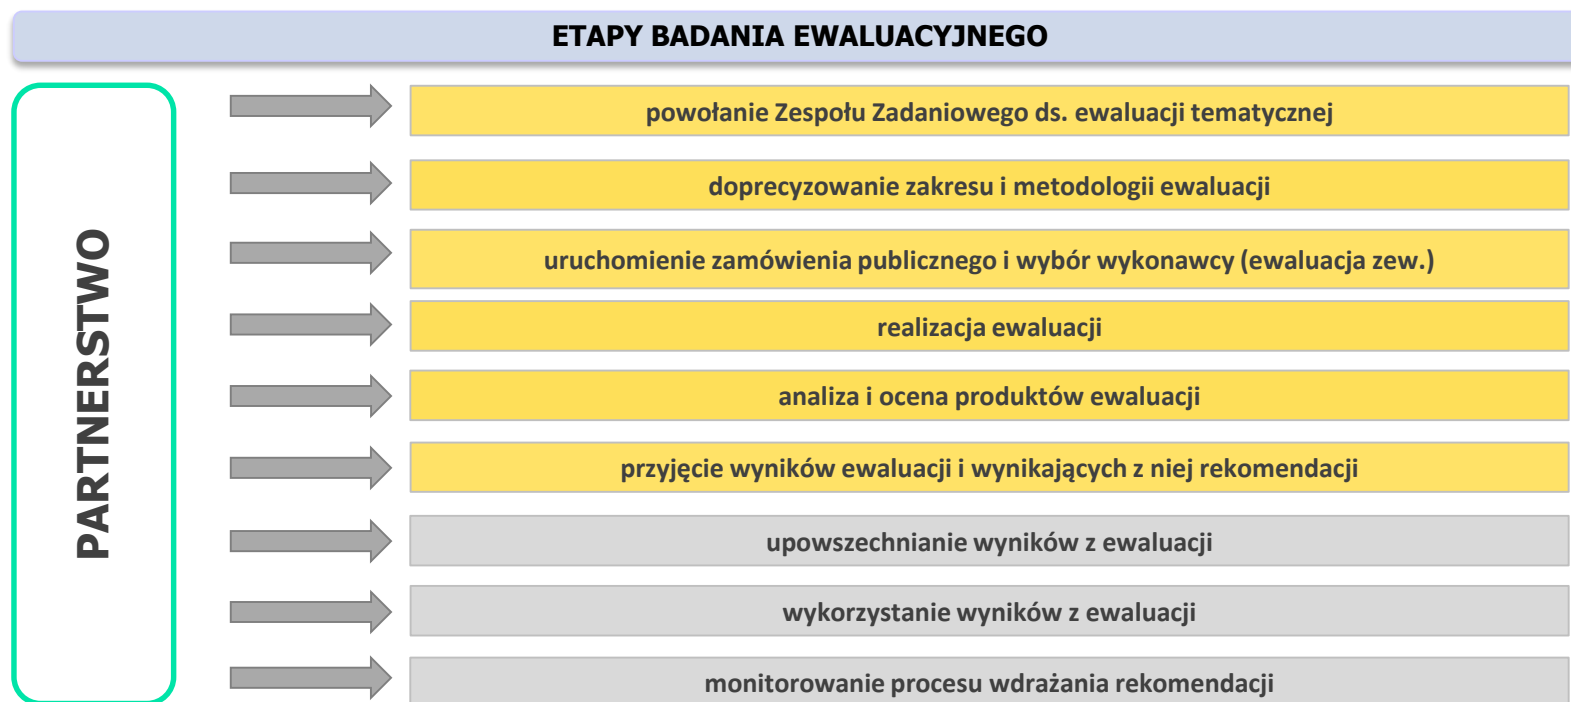 ETAPY BADANIA EWALUACYJNEGO
PARTNERSTWO
powołanie Zespołu Zadaniowego ds. ewaluacji tematycznej
doprecyzowanie zakresu i metodologii ewaluacji
uruchomienie zamówienia publicznego i wybór wykonawcy (ewaluacja zew.)
realizacja ewaluacji
analiza i ocena produktów ewaluacji
przyjęcie wyników ewaluacji i wynikających z niej rekomendacji
upowszechnianie wyników z ewaluacji
wykorzystanie wyników z ewaluacji
monitorowanie procesu wdrażania rekomendacji